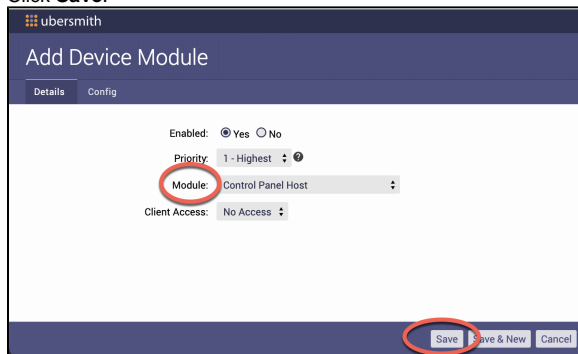 Click Save.
ubersmith
Add Device Module
Details Config
Enabled: Yes No
Priority: 1 - Highest ?
Module: Control Panel Host
Client Access: No Access
Save Save & New Cancel